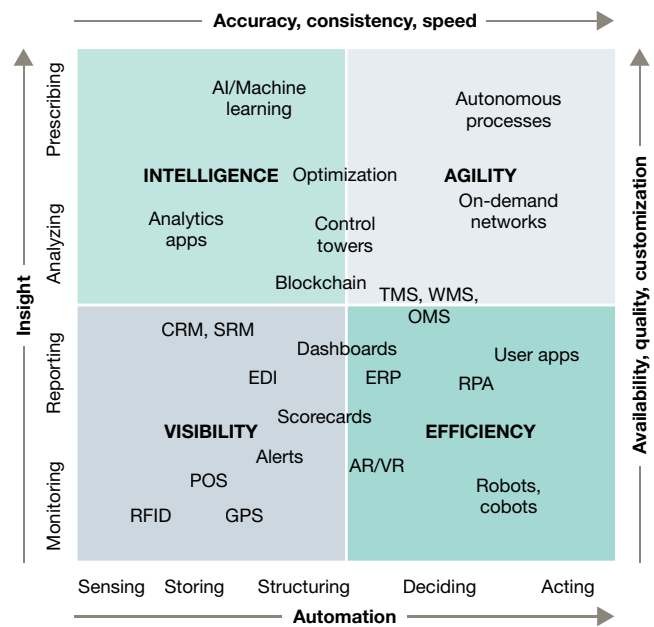 Accuracy, consistency, speed
Prescribing
AI/Machine
learning
Autonomous
processes
INTELLIGENCE
Optimization
AGILITY
Analyzing
Analytics
apps
Control
towers
On-demand
networks
Blockchain
TMS, WMS,
OMS
Insight
Availability, quality, customization
Reporting
CRM, SRM
Dashboards
User apps
EDI
ERP
RPA
Scorecards
VISIBILITY
EFFICIENCY
Monitoring
Alerts
AR/VR
POS
Robots,
cobots
RFID
GPS
Sensing
Storing
Structuring
Deciding
Acting
Automation